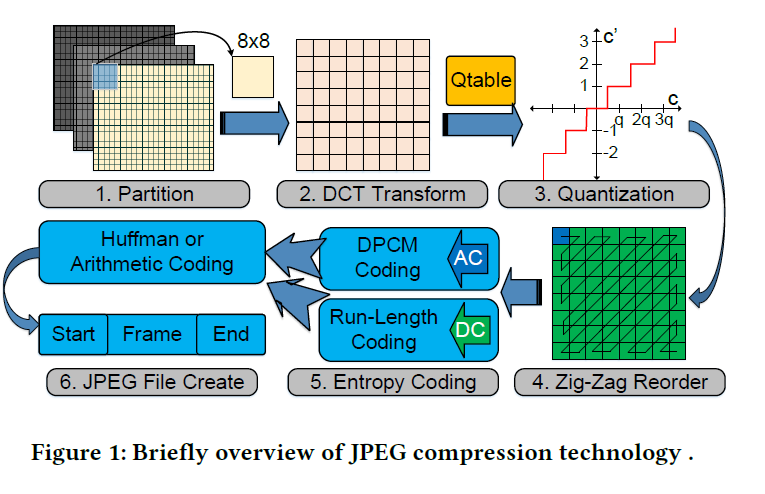 8x8
Qtable
3
2
1
-1
-2
c'
c
q 2q 3q
1. Partition
2. DCT Transform
3. Quantization
Huffman or
Arithmetic Coding
DPCM
Coding
AC
Run-Length
Coding
DC
Start
Frame
End
6. JPEG File Create
5. Entropy Coding
4. Zig-Zag Reorder
Figure 1: Briefly overview of JPEG compression technology .